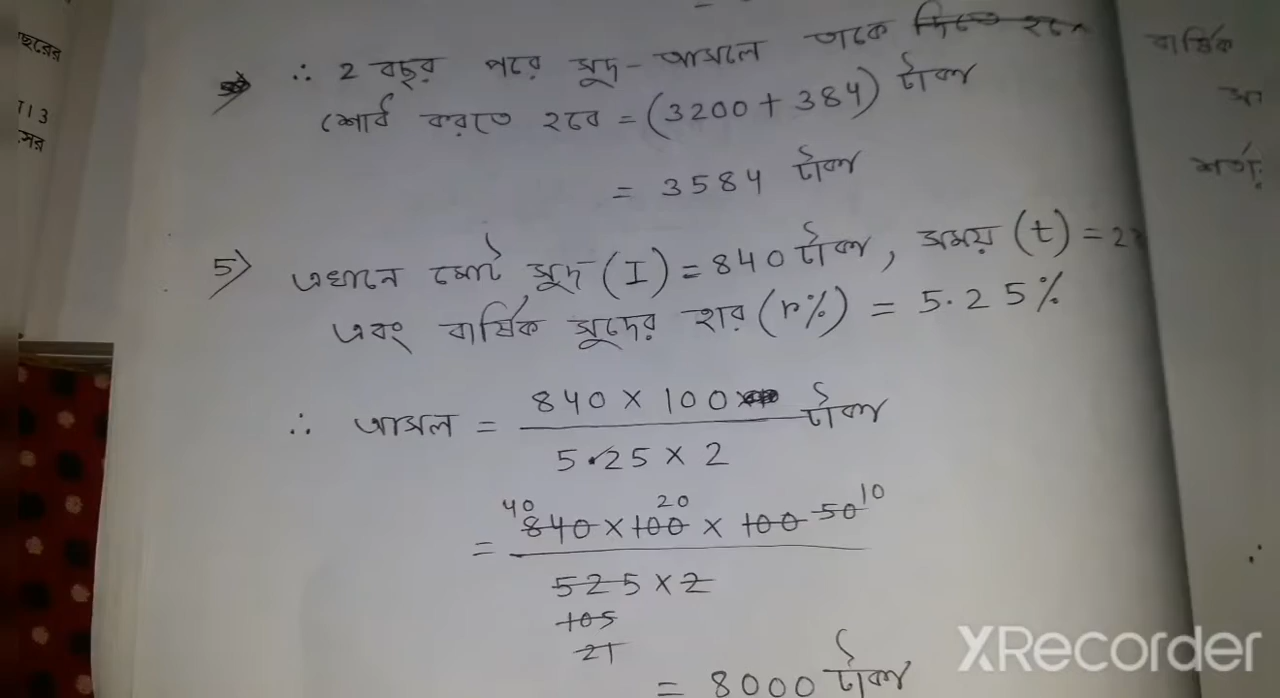 ∴ 2 বছর পরে সুদ-আসলে তাকে
শোধ করতে হবে = (3200 + 384) টাকা
= 3584 টাকা
5) এখানে মোট সুদ (I) = 840 টাকা, সময় (t) = 2
এবং বার্ষিক সুদের হার (r%) = 5.25%
∴ আসল = 840 × 100 টাকা
5.25 × 2
40 20 10
= 840 × 100 × 100 50
525 × 2
105
21
= 8000 টাকা
ছরের
বার্ষিক
XRecorder